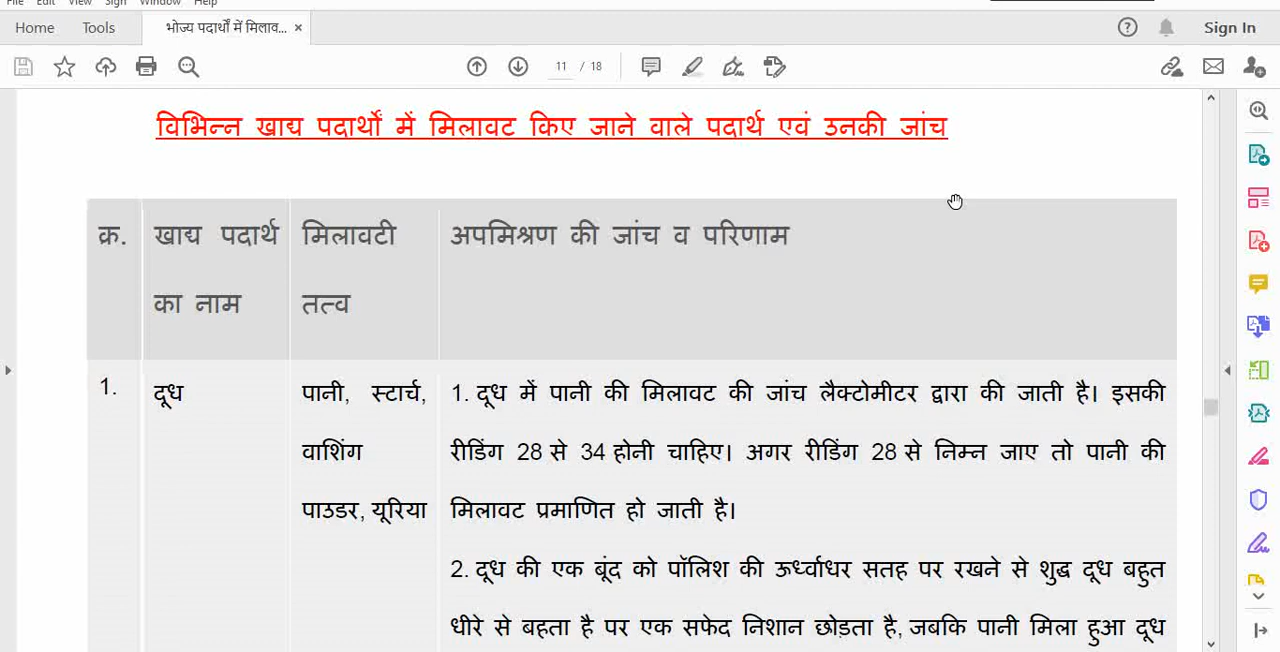 File Edit View Sign Window Help
Home Tools भोज्य पदार्थों में मिलाव... × Sign In
11 / 18
विभिन्न खाद्य पदार्थों में मिलावट किए जाने वाले पदार्थ एवं उनकी जांच
क्र. खाद्य पदार्थ मिलावटी अपमिश्रण की जांच व परिणाम
का नाम तत्व
1. दूध पानी, स्टार्च, 1. दूध में पानी की मिलावट की जांच लैक्टोमीटर द्वारा की जाती है। इसकी
वाशिंग रीडिंग 28 से 34 होनी चाहिए। अगर रीडिंग 28 से निम्न जाए तो पानी की
पाउडर, यूरिया मिलावट प्रमाणित हो जाती है।
2. दूध की एक बूंद को पॉलिश की ऊर्ध्वाधर सतह पर रखने से शुद्ध दूध बहुत
धीरे से बहता है पर एक सफेद निशान छोड़ता है, जबकि पानी मिला हुआ दूध